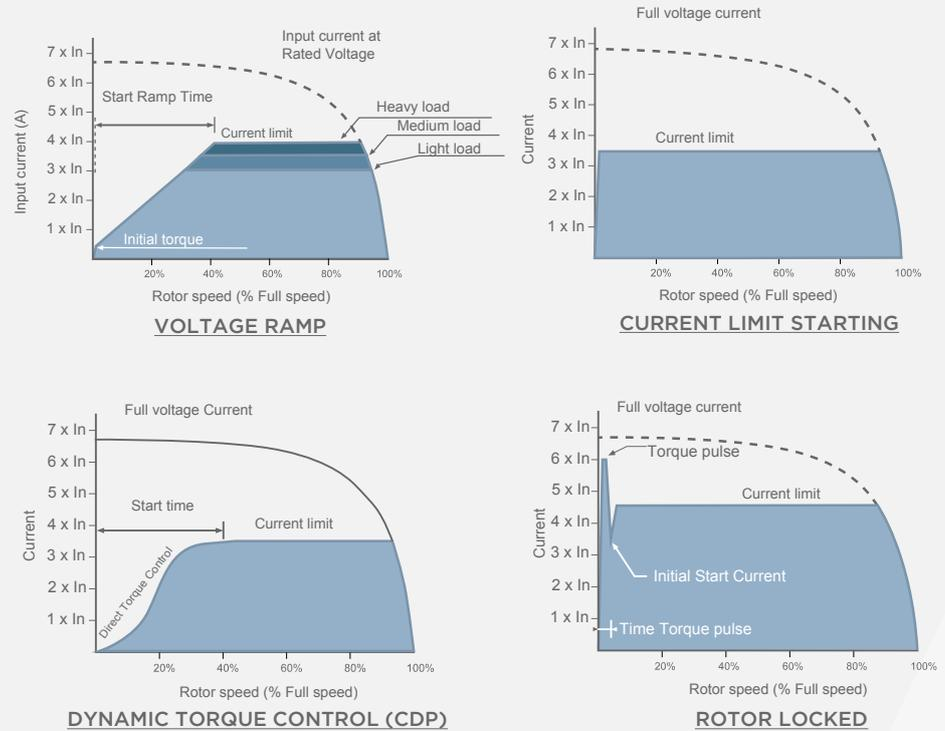 Input current at
Rated Voltage
7 x In
6 x In
5 x In
4 x In
3 x In
2 x In
1 x In
Input current (A)
Start Ramp Time
Current limit
Heavy load
Medium load
Light load
Initial torque
20% 40% 60% 80% 100%
Rotor speed (% Full speed)
VOLTAGE RAMP
Full voltage current
7 x In
6 x In
5 x In
4 x In
3 x In
2 x In
1 x In
Current
Current limit
20% 40% 60% 80% 100%
Rotor speed (% Full speed)
CURRENT LIMIT STARTING
Full voltage Current
7 x In
6 x In
5 x In
4 x In
3 x In
2 x In
1 x In
Current
Start time
Current limit
Direct Torque Control
20% 40% 60% 80% 100%
Rotor speed (% Full speed)
DYNAMIC TORQUE CONTROL (CDP)
Full voltage current
7 x In
6 x In
5 x In
4 x In
3 x In
2 x In
1 x In
Current
Torque pulse
Current limit
Initial Start Current
Time Torque pulse
20% 40% 60% 80% 100%
Rotor speed (% Full speed)
ROTOR LOCKED